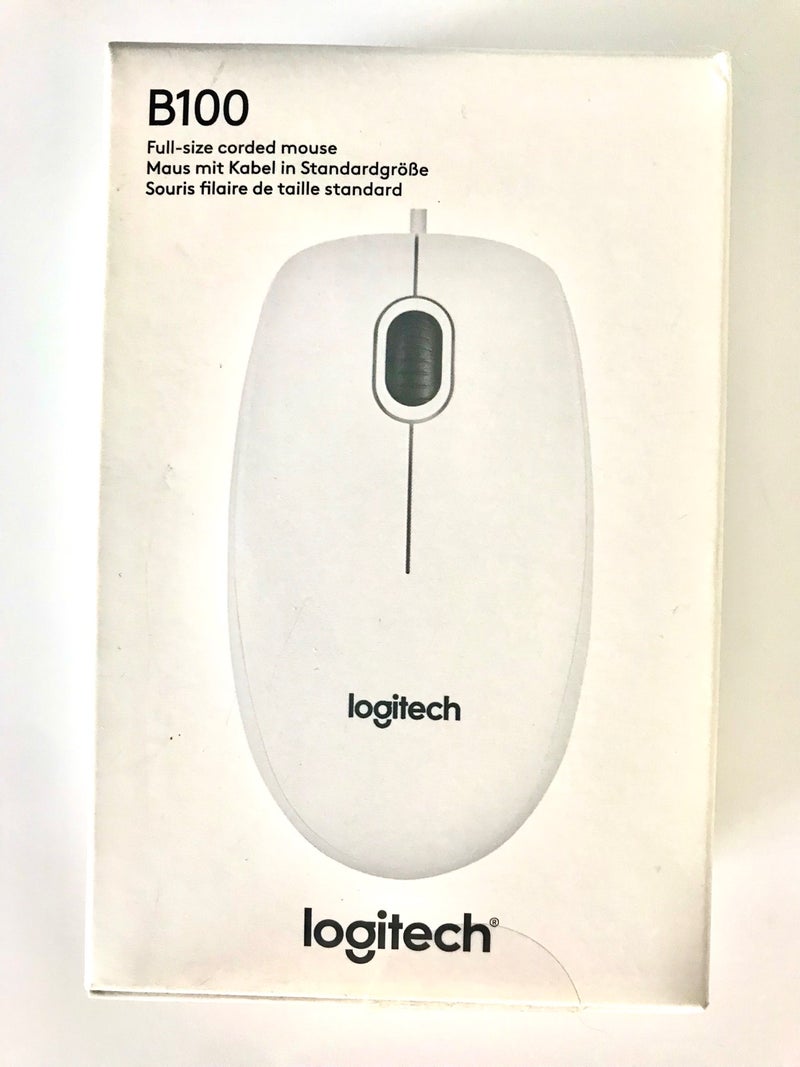 B100
Full-size corded mouse
Maus mit Kabel in Standardgröße
Souris filaire de taille standard
logitech
logitech®